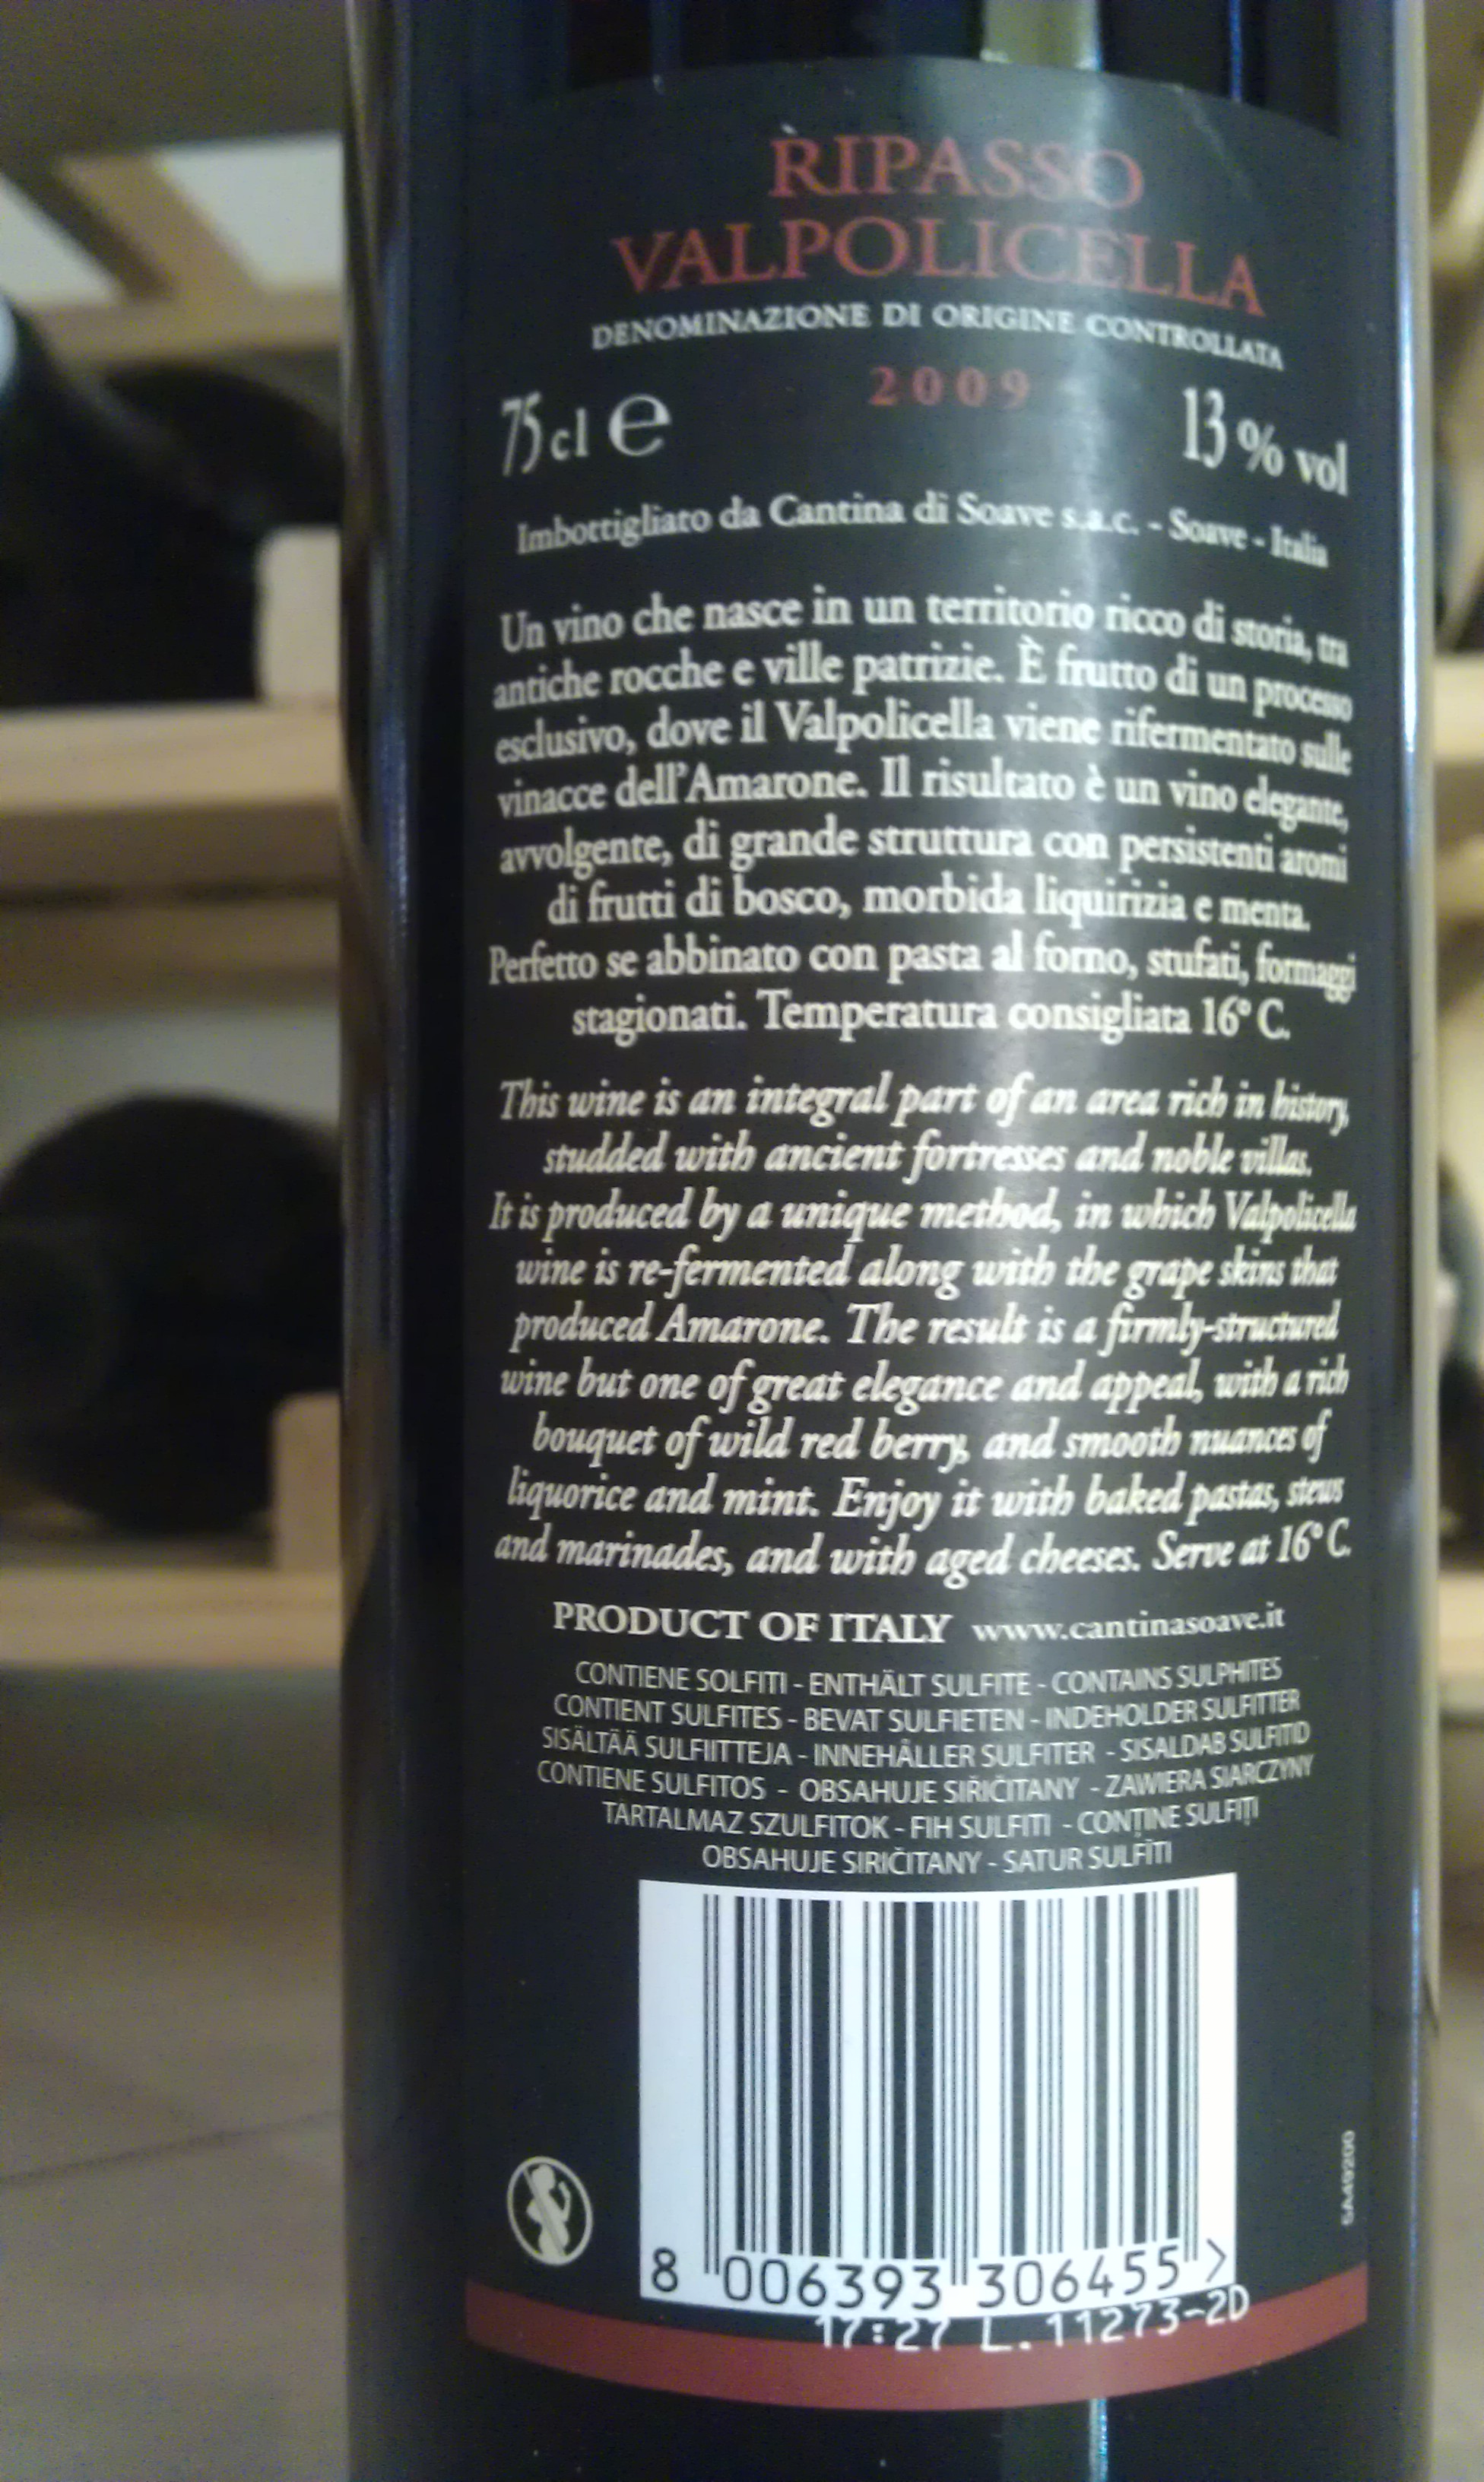 RIPASSO
VALPOLICELLA
DENOMINAZIONE DI ORIGINE CONTROLLATA
2009
75 cl e
13 % vol
Imbottigliato da Cantina di Soave s.a.c. - Soave - Italia
Un vino che nasce in un territorio ricco di storia, tra
antiche rocche e ville patrizie. È frutto di un processo
esclusivo, dove il Valpolicella viene rifermentato sulle
vinacce dell'Amarone. Il risultato è un vino elegante,
avvolgente, di grande struttura con persistenti aromi
di frutti di bosco, morbida liquirizia e menta.
Perfetto se abbinato con pasta al forno, stufati, formaggi
stagionati. Temperatura consigliata 16° C.
This wine is an integral part of an area rich in history,
studded with ancient fortresses and noble villas.
It is produced by a unique method, in which Valpolicella
wine is re-fermented along with the grape skins that
produced Amarone. The result is a firmly-structured
wine but one of great elegance and appeal, with a rich
bouquet of wild red berry, and smooth nuances of
liquorice and mint. Enjoy it with baked pastas, stews
and marinades, and with aged cheeses. Serve at 16° C.
PRODUCT OF ITALY www.cantinasoave.it
CONTIENE SOLFITI - ENTHÄLT SULFITE - CONTAINS SULPHITES
CONTIENT SULFITES - BEVAT SULFIETEN - INDEHOLDER SULFITTER
SISÄLTÄÄ SULFIITTEJA - INNEHÅLLER SULFITER - SISALDAB SULFITID
CONTIENE SULFITOS - OBSAHUJE SIŘIČITANY - ZAWIERA SIARCZYNY
TARTALMAZ SZULFITOK - FIH SULFITI - CONȚINE SULFIȚI
OBSAHUJE SIRIČITANY - SATUR SULFĪTI
5A49200
8 006393 306455 >
17:27 L.11273-2D